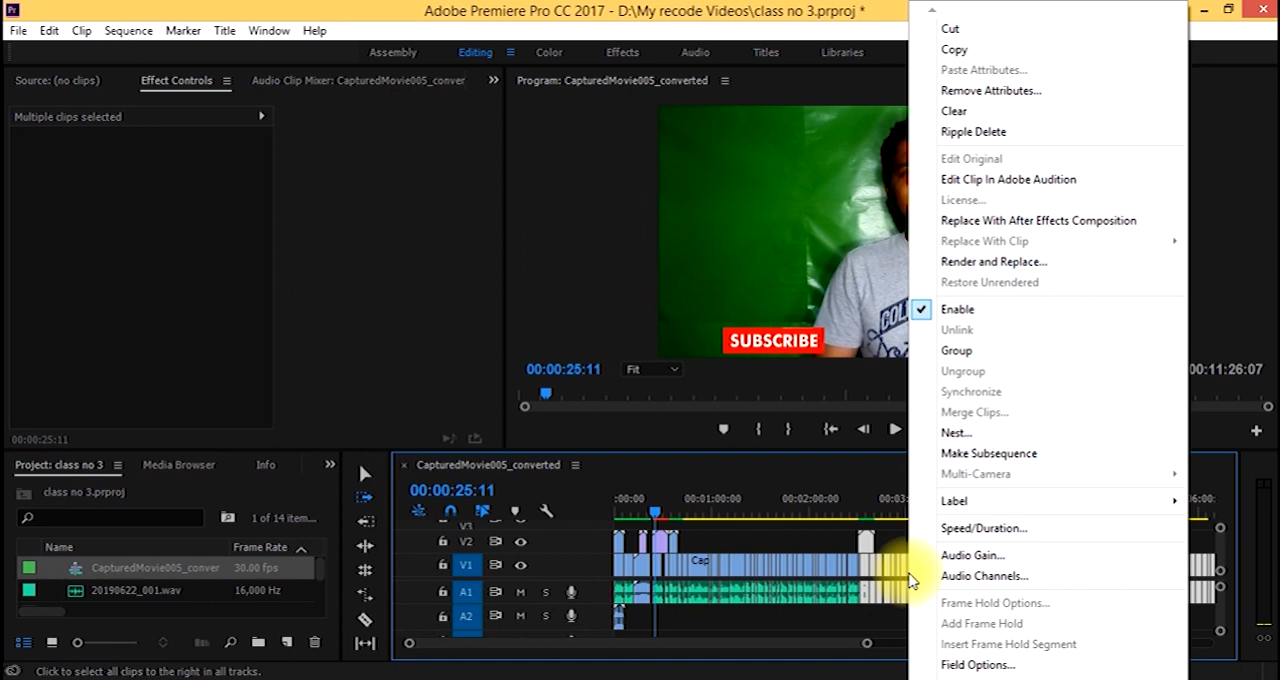 Adobe Premiere Pro CC 2017 - D:\My recode Videos\class no 3.prproj *
File Edit Clip Sequence Marker Title Window Help
Assembly Editing Color Effects Audio Titles Libraries
Source: (no clips) Effect Controls Audio Clip Mixer: CapturedMovie005_conver
Program: CapturedMovie005_converted
Multiple clips selected
SUBSCRIBE
00:00:25:11 Fit 00:11:26:07
00:00:25:11
Project: class no 3 Media Browser Info
class no 3.prproj
1 of 14 item...
Name Frame Rate
CapturedMovie005_conver 30.00 fps
20190622_001.wav 16,000 Hz
CapturedMovie005_converted
00:00:25:11
:00:00 00:01:00:00 00:02:00:00 00:03:
V3
V2
V1 Cap
A1 M S
A2 M S
Click to select all clips to the right in all tracks.
Cut
Copy
Paste Attributes...
Remove Attributes...
Clear
Ripple Delete
Edit Original
Edit Clip In Adobe Audition
License...
Replace With After Effects Composition
Replace With Clip
Render and Replace...
Restore Unrendered
Enable
Unlink
Group
Ungroup
Synchronize
Merge Clips...
Nest...
Make Subsequence
Multi-Camera
Label
Speed/Duration...
Audio Gain...
Audio Channels...
Frame Hold Options...
Add Frame Hold
Insert Frame Hold Segment
Field Options...